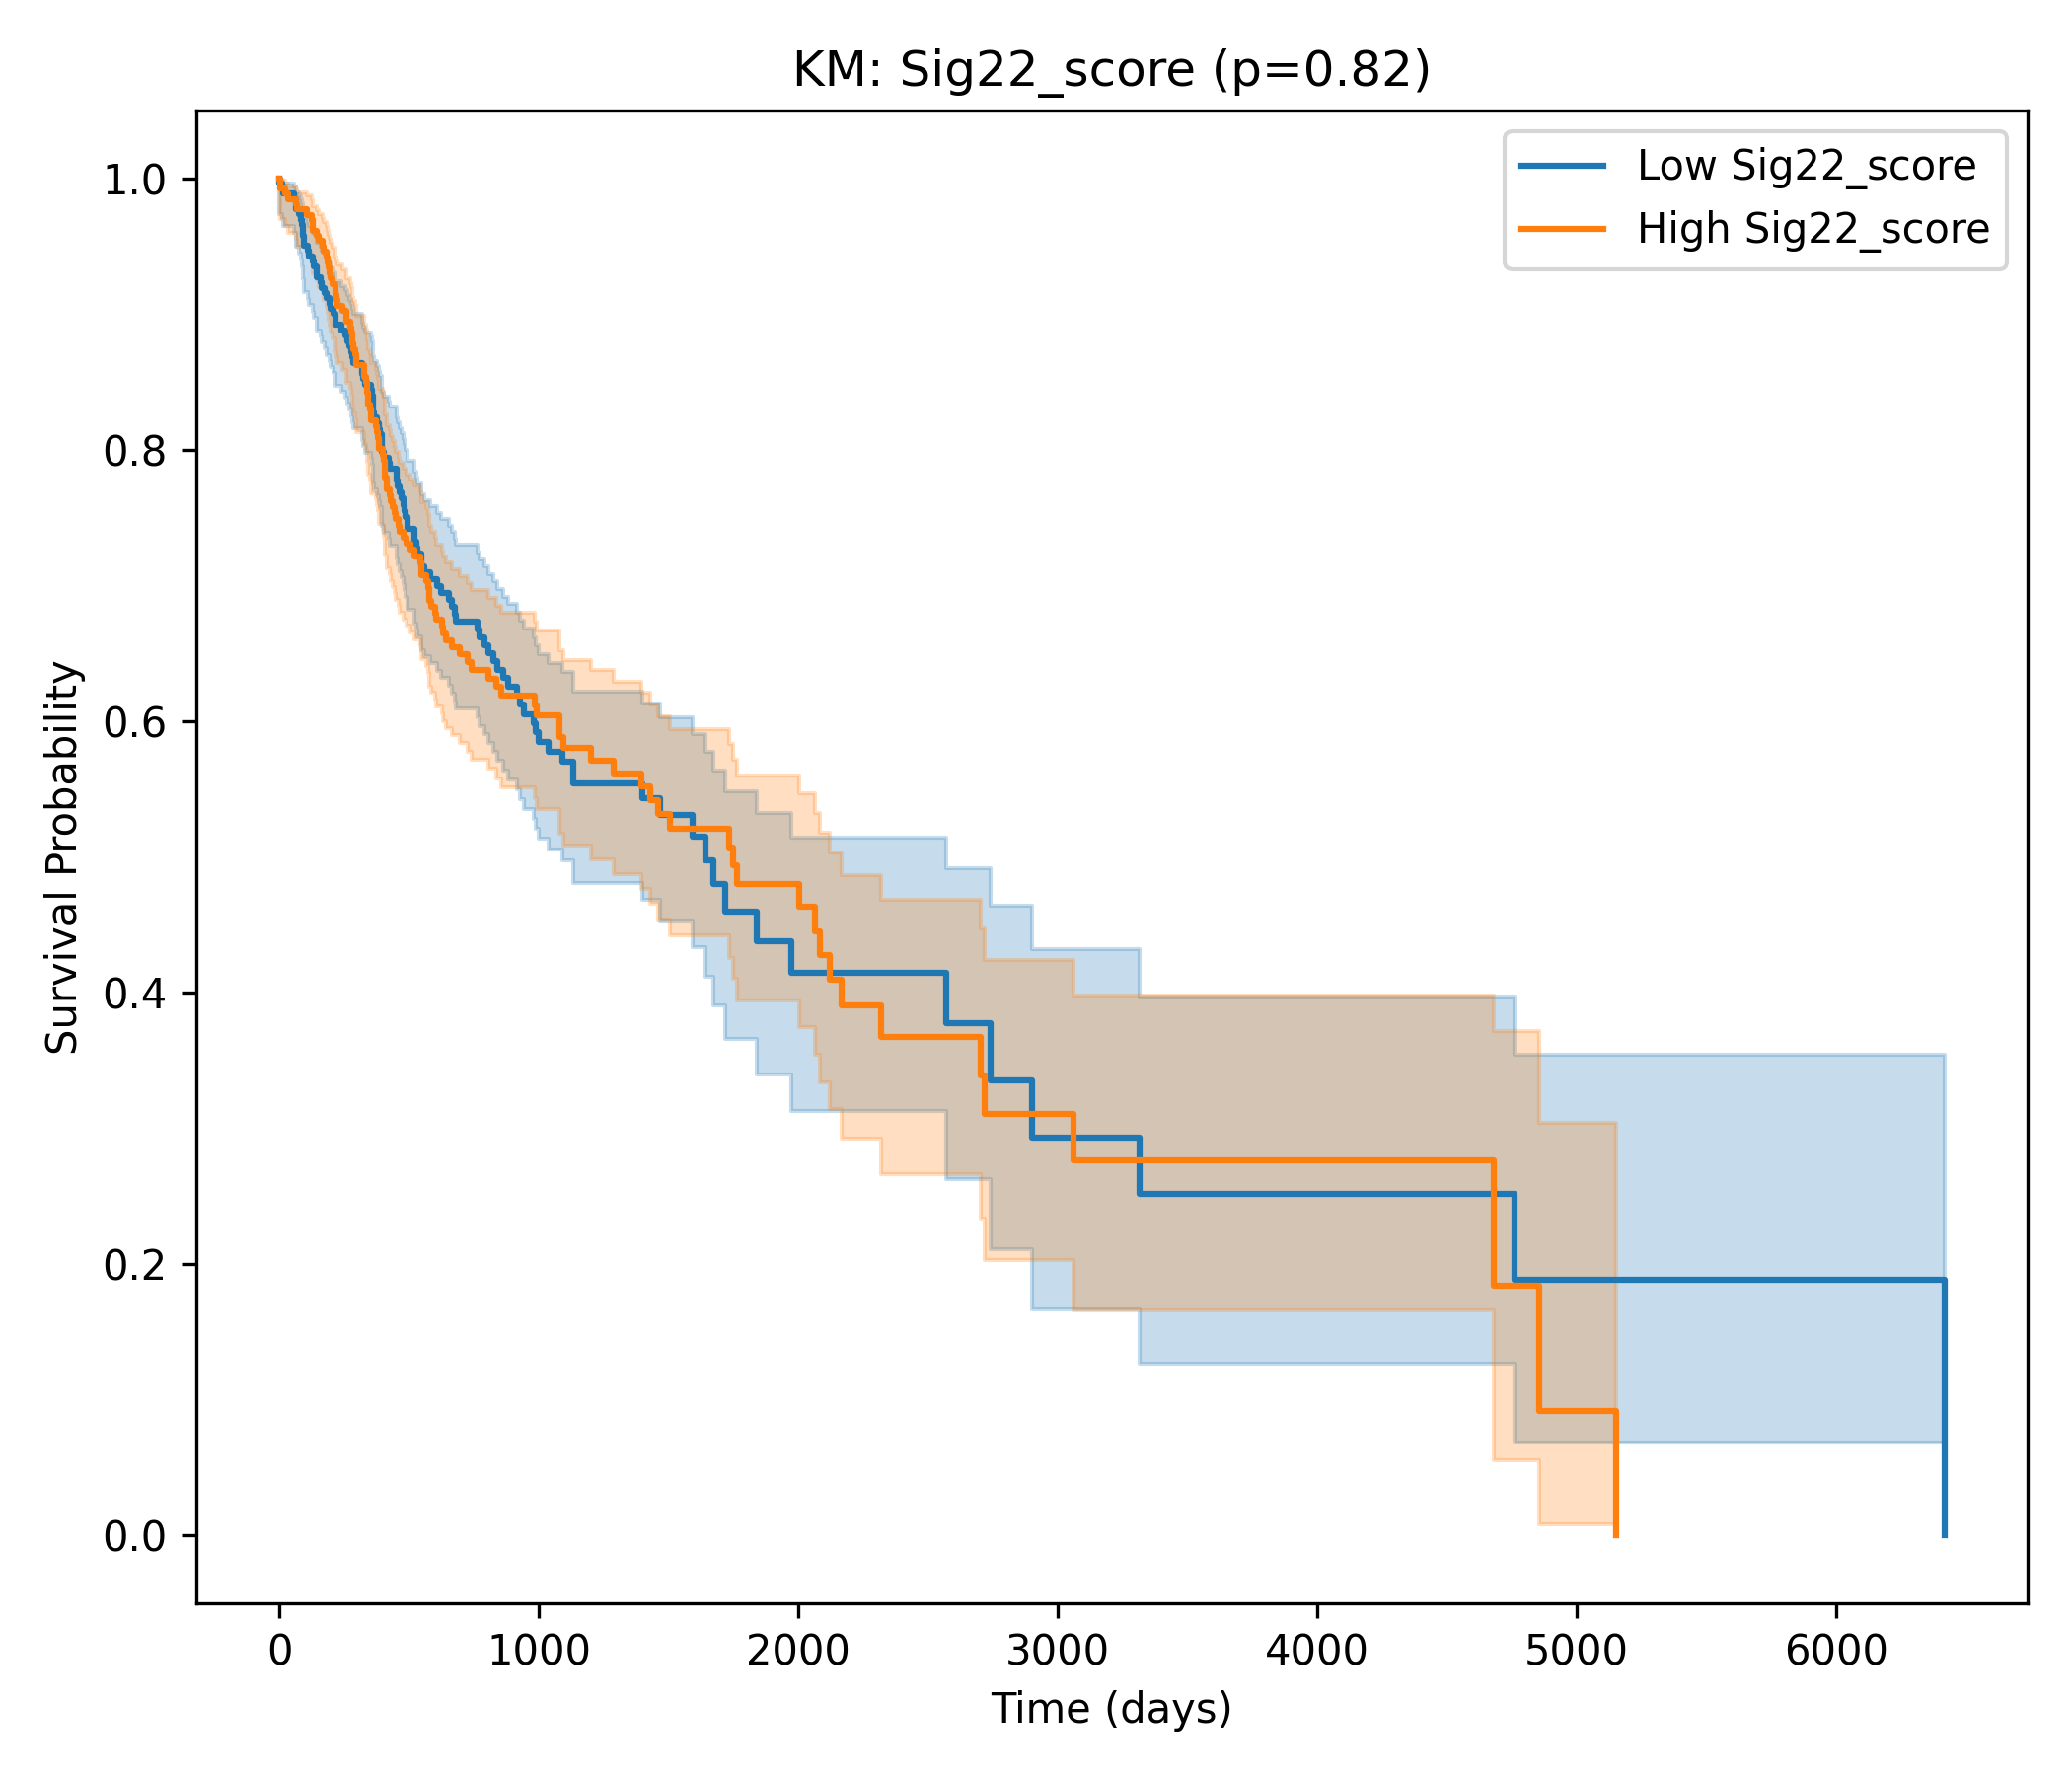 KM: Sig22_score (p=0.82)
Low Sig22_score
High Sig22_score
1.0
0.8
0.6
0.4
0.2
0.0
Survival Probability
0 1000 2000 3000 4000 5000 6000
Time (days)